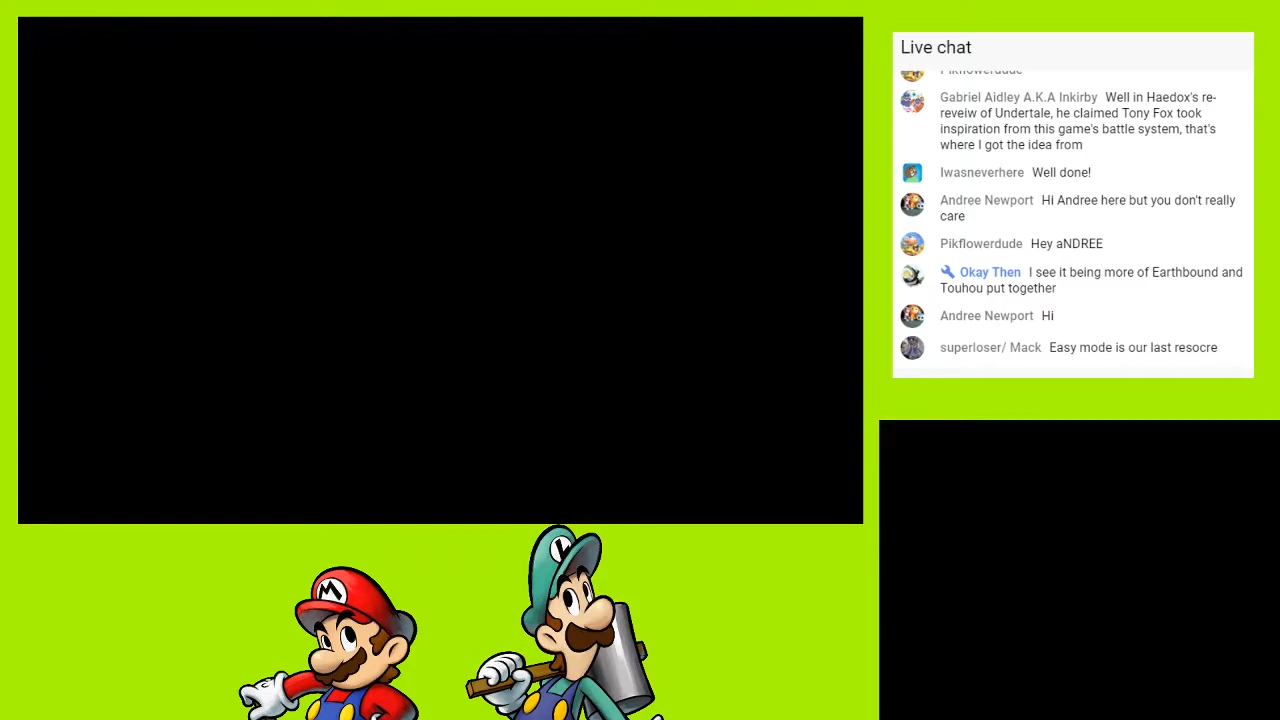 Live chat
Pikflowerdude
Gabriel Aidley A.K.A Inkirby Well in Haedox's re-
reveiw of Undertale, he claimed Tony Fox took
inspiration from this game's battle system, that's
where I got the idea from
Iwasneverhere Well done!
Andree Newport Hi Andree here but you don't really
care
Pikflowerdude Hey aNDREE
Okay Then I see it being more of Earthbound and
Touhou put together
Andree Newport Hi
superloser/ Mack Easy mode is our last resocre
M
L